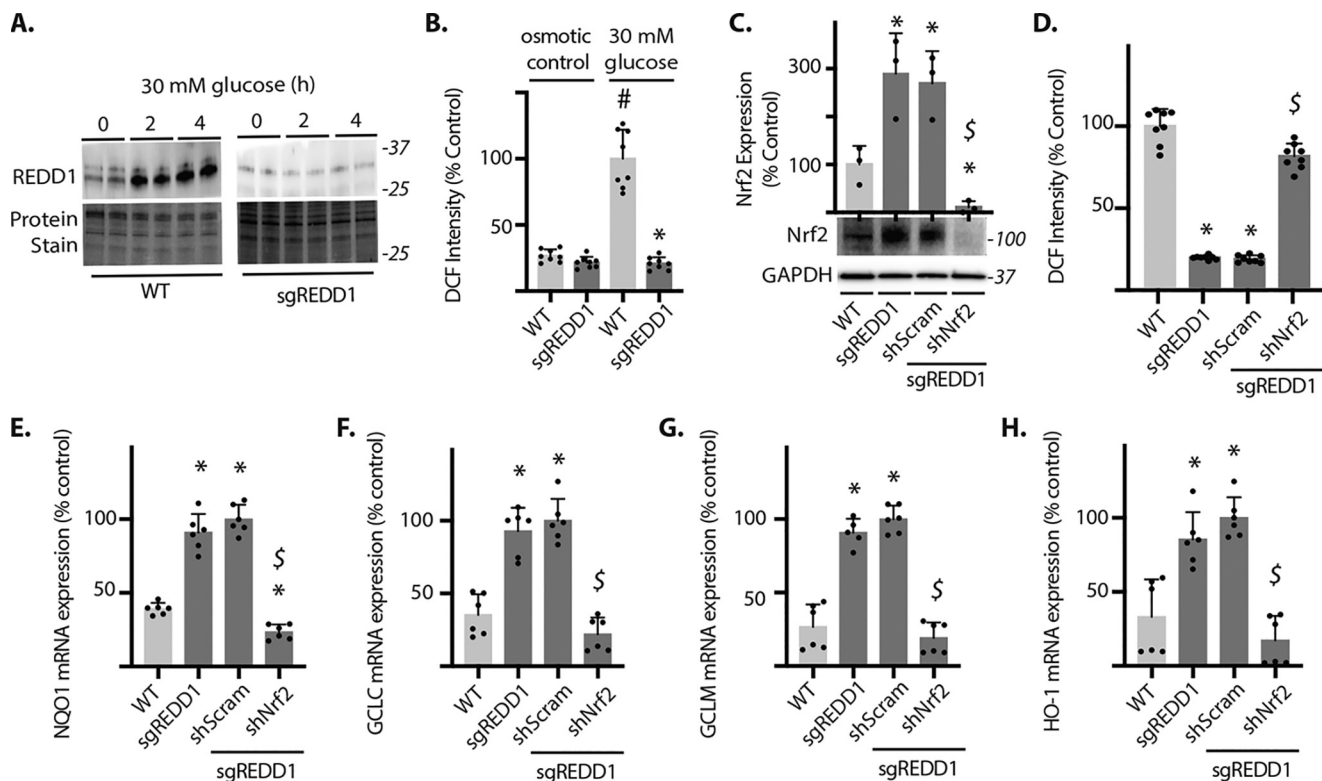 A.
30 mM glucose (h)
0 2 4 0 2 4
REDD1
-37
-25
Protein
Stain
-25
WT sgREDD1
B.
osmotic
control
30 mM
glucose
DCF Intensity (% Control)
100
50
#
*
WT
sgREDD1
WT
sgREDD1
C.
Nrf2 Expression
(% Control)
300
100
* *
$
*
Nrf2
-100
GAPDH
-37
WT
sgREDD1
shScram
shNrf2
sgREDD1
D.
DCF Intensity (% Control)
100
50
* *
$
WT
sgREDD1
shScram
shNrf2
sgREDD1
E.
NQO1 mRNA expression (% control)
100
50
* *
$
*
WT
sgREDD1
shScram
shNrf2
sgREDD1
F.
GCLC mRNA expression (% control)
100
50
* *
$
WT
sgREDD1
shScram
shNrf2
sgREDD1
G.
GCLM mRNA expression (% control)
100
50
* *
$
WT
sgREDD1
shScram
shNrf2
sgREDD1
H.
HO-1 mRNA expression (% control)
100
50
* *
$
WT
sgREDD1
shScram
shNrf2
sgREDD1